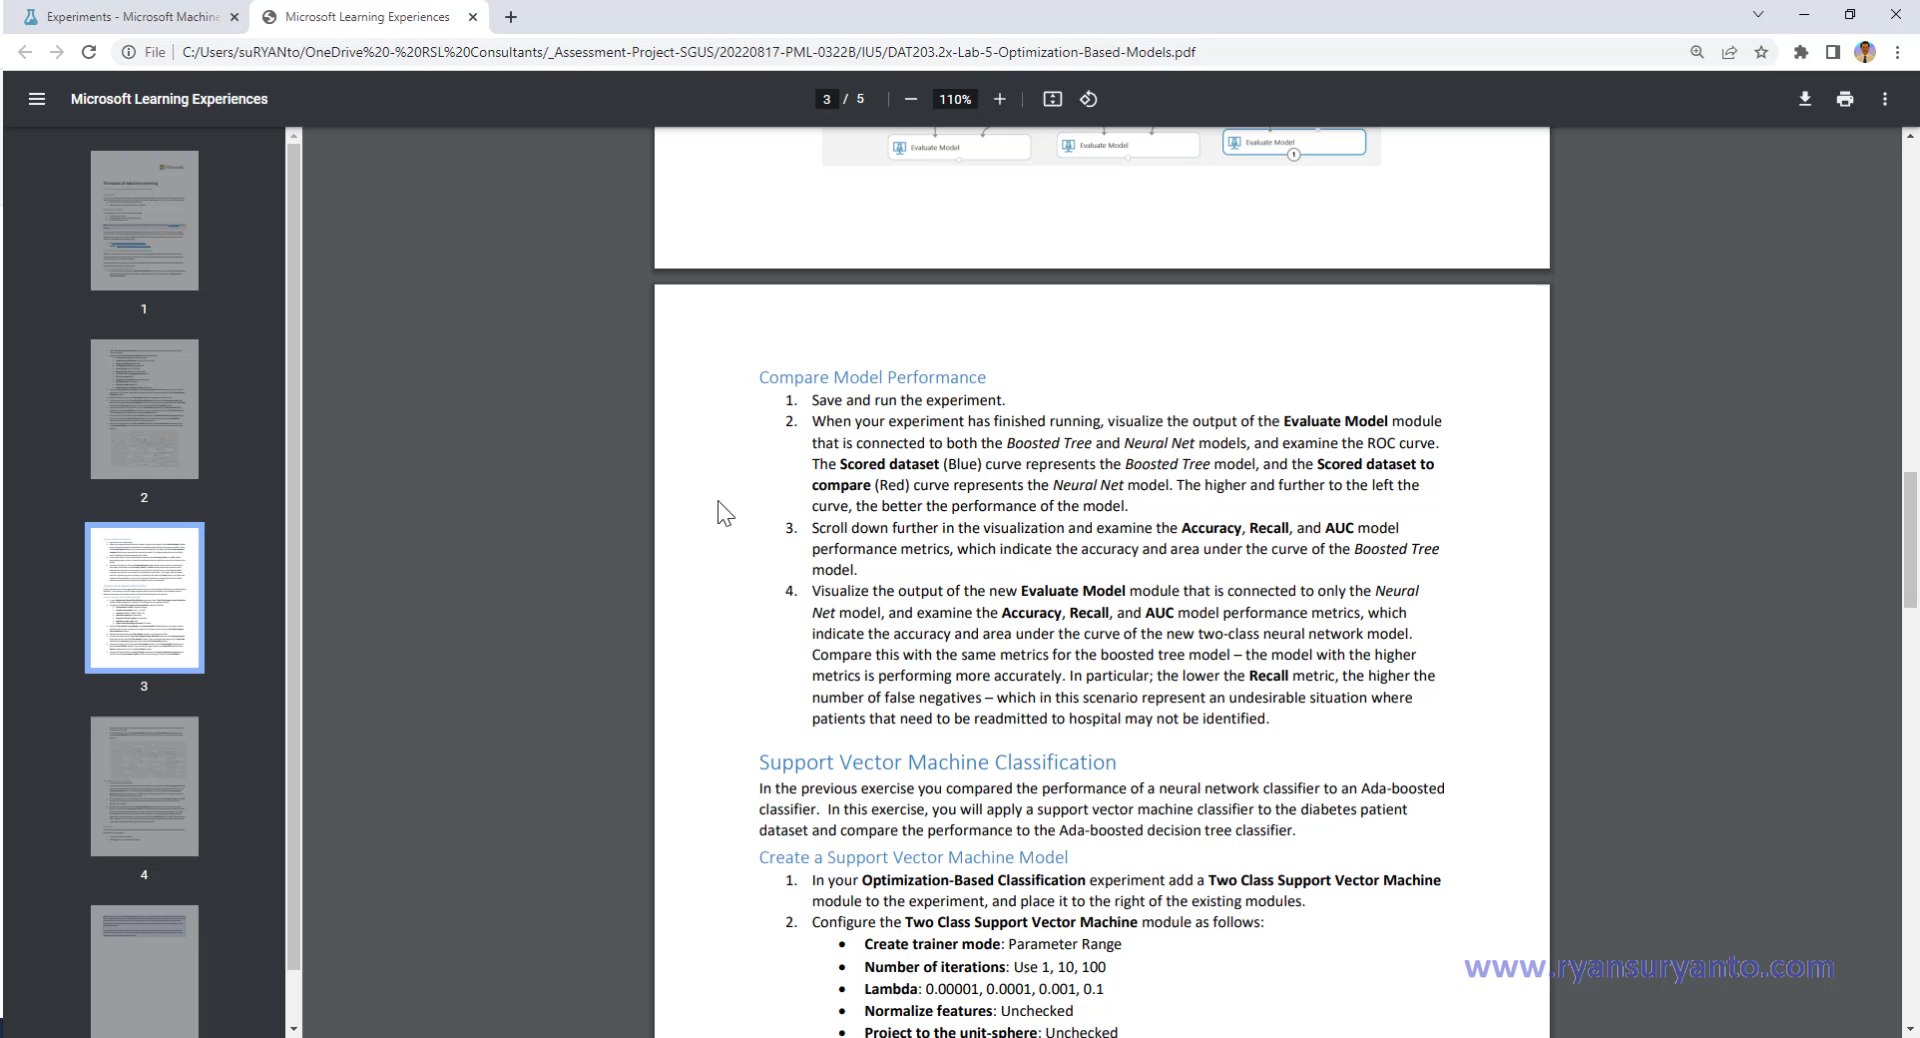 Experiments - Microsoft Machine
Microsoft Learning Experiences
File
C:/Users/suRYANto/OneDrive%20-%20RSL%20Consultants/_Assessment-Project-SGUS/20220817-PML-0322B/IU5/DAT203.2x-Lab-5-Optimization-Based-Models.pdf
Microsoft Learning Experiences
3 / 5
110%
Evaluate Model
Evaluate Model
Evaluate Model
1
1
2
3
4
Compare Model Performance
1. Save and run the experiment.
2. When your experiment has finished running, visualize the output of the Evaluate Model module
that is connected to both the Boosted Tree and Neural Net models, and examine the ROC curve.
The Scored dataset (Blue) curve represents the Boosted Tree model, and the Scored dataset to
compare (Red) curve represents the Neural Net model. The higher and further to the left the
curve, the better the performance of the model.
3. Scroll down further in the visualization and examine the Accuracy, Recall, and AUC model
performance metrics, which indicate the accuracy and area under the curve of the Boosted Tree
model.
4. Visualize the output of the new Evaluate Model module that is connected to only the Neural
Net model, and examine the Accuracy, Recall, and AUC model performance metrics, which
indicate the accuracy and area under the curve of the new two-class neural network model.
Compare this with the same metrics for the boosted tree model – the model with the higher
metrics is performing more accurately. In particular; the lower the Recall metric, the higher the
number of false negatives – which in this scenario represent an undesirable situation where
patients that need to be readmitted to hospital may not be identified.
Support Vector Machine Classification
In the previous exercise you compared the performance of a neural network classifier to an Ada-boosted
classifier. In this exercise, you will apply a support vector machine classifier to the diabetes patient
dataset and compare the performance to the Ada-boosted decision tree classifier.
Create a Support Vector Machine Model
1. In your Optimization-Based Classification experiment add a Two Class Support Vector Machine
module to the experiment, and place it to the right of the existing modules.
2. Configure the Two Class Support Vector Machine module as follows:
• Create trainer mode: Parameter Range
• Number of iterations: Use 1, 10, 100
• Lambda: 0.00001, 0.0001, 0.001, 0.1
• Normalize features: Unchecked
• Project to the unit-sphere: Unchecked
www.ryansuryanto.com